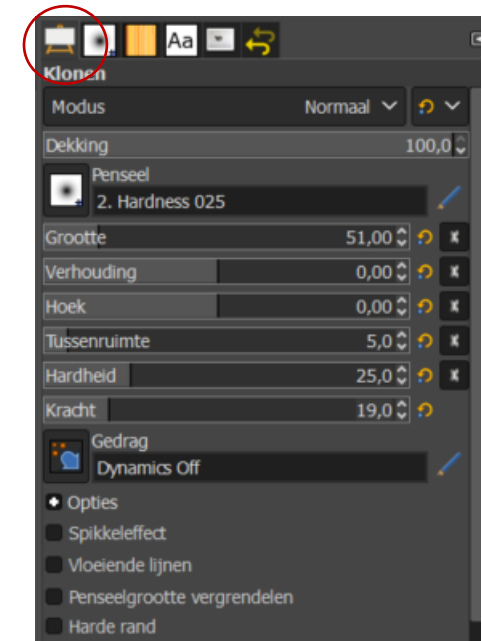 Aa
Klonen
Modus Normaal
Dekking 100,0
Penseel
2. Hardness 025
Grootte 51,00
Verhouding 0,00
Hoek 0,00
Tussenruimte 5,0
Hardheid 25,0
Kracht 19,0
Gedrag
Dynamics Off
Opties
Spikkeleffect
Vloeiende lijnen
Penseelgrootte vergrendelen
Harde rand